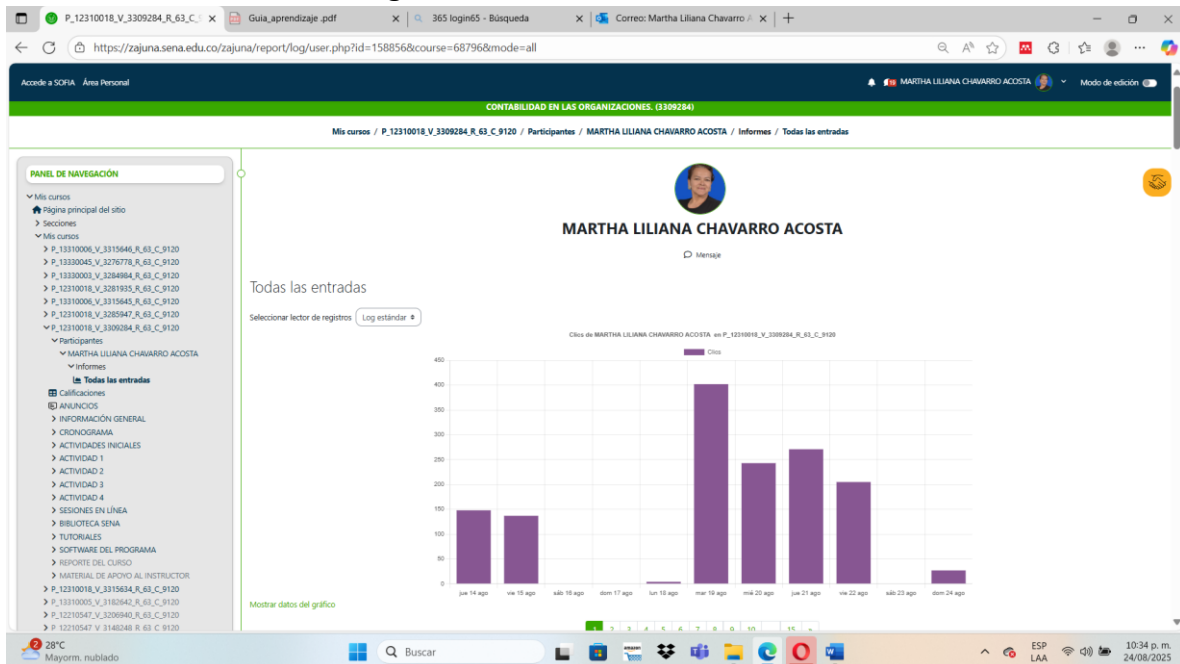 P_12310018_V_3309284_R_63_C_9
Guia_aprendizaje .pdf
365 login65 - Búsqueda
Correo: Martha Liliana Chavarro A
https://zajuna.sena.edu.co/zajuna/report/log/user.php?id=158856&course=68796&mode=all
Accede a SOFIA Área Personal
MARTHA LILIANA CHAVARRO ACOSTA
Modo de edición
CONTABILIDAD EN LAS ORGANIZACIONES. (3309284)
Mis cursos / P_12310018_V_3309284_R_63_C_9120 / Participantes / MARTHA LILIANA CHAVARRO ACOSTA / Informes / Todas las entradas
PANEL DE NAVEGACIÓN
Mis cursos
Página principal del sitio
Secciones
Mis cursos
P_13310006_V_3315646_R_63_C_9120
P_13330045_V_3276778_R_63_C_9120
P_13330003_V_3284984_R_63_C_9120
P_12310018_V_3281935_R_63_C_9120
P_13310006_V_3315645_R_63_C_9120
P_12310018_V_3285947_R_63_C_9120
P_12310018_V_3309284_R_63_C_9120
Participantes
MARTHA LILIANA CHAVARRO ACOSTA
Informes
Todas las entradas
Calificaciones
ANUNCIOS
INFORMACIÓN GENERAL
CRONOGRAMA
ACTIVIDADES INICIALES
ACTIVIDAD 1
ACTIVIDAD 2
ACTIVIDAD 3
ACTIVIDAD 4
SESIONES EN LÍNEA
BIBLIOTECA SENA
TUTORIALES
SOFTWARE DEL PROGRAMA
REPORTE DEL CURSO
MATERIAL DE APOYO AL INSTRUCTOR
P_12310018_V_3315634_R_63_C_9120
P_13310005_V_3182642_R_63_C_9120
P_12210547_V_3206940_R_63_C_9120
P_12210547_V_3148248_R_63_C_9120
MARTHA LILIANA CHAVARRO ACOSTA
Mensaje
Todas las entradas
Seleccionar lector de registros
Log estándar
Clics de MARTHA LILIANA CHAVARRO ACOSTA en P_12310018_V_3309284_R_63_C_9120
Clics
450
400
350
300
250
200
150
100
50
0
jue 14 ago vie 15 ago sáb 16 ago dom 17 ago lun 18 ago mar 19 ago mié 20 ago jue 21 ago vie 22 ago sáb 23 ago dom 24 ago
Mostrar datos del gráfico
1 2 3 4 5 6 7 8 9 10 ... 15 »
28°C
Mayorm. nublado
Buscar
ESP
LAA
10:34 p. m.
24/08/2025